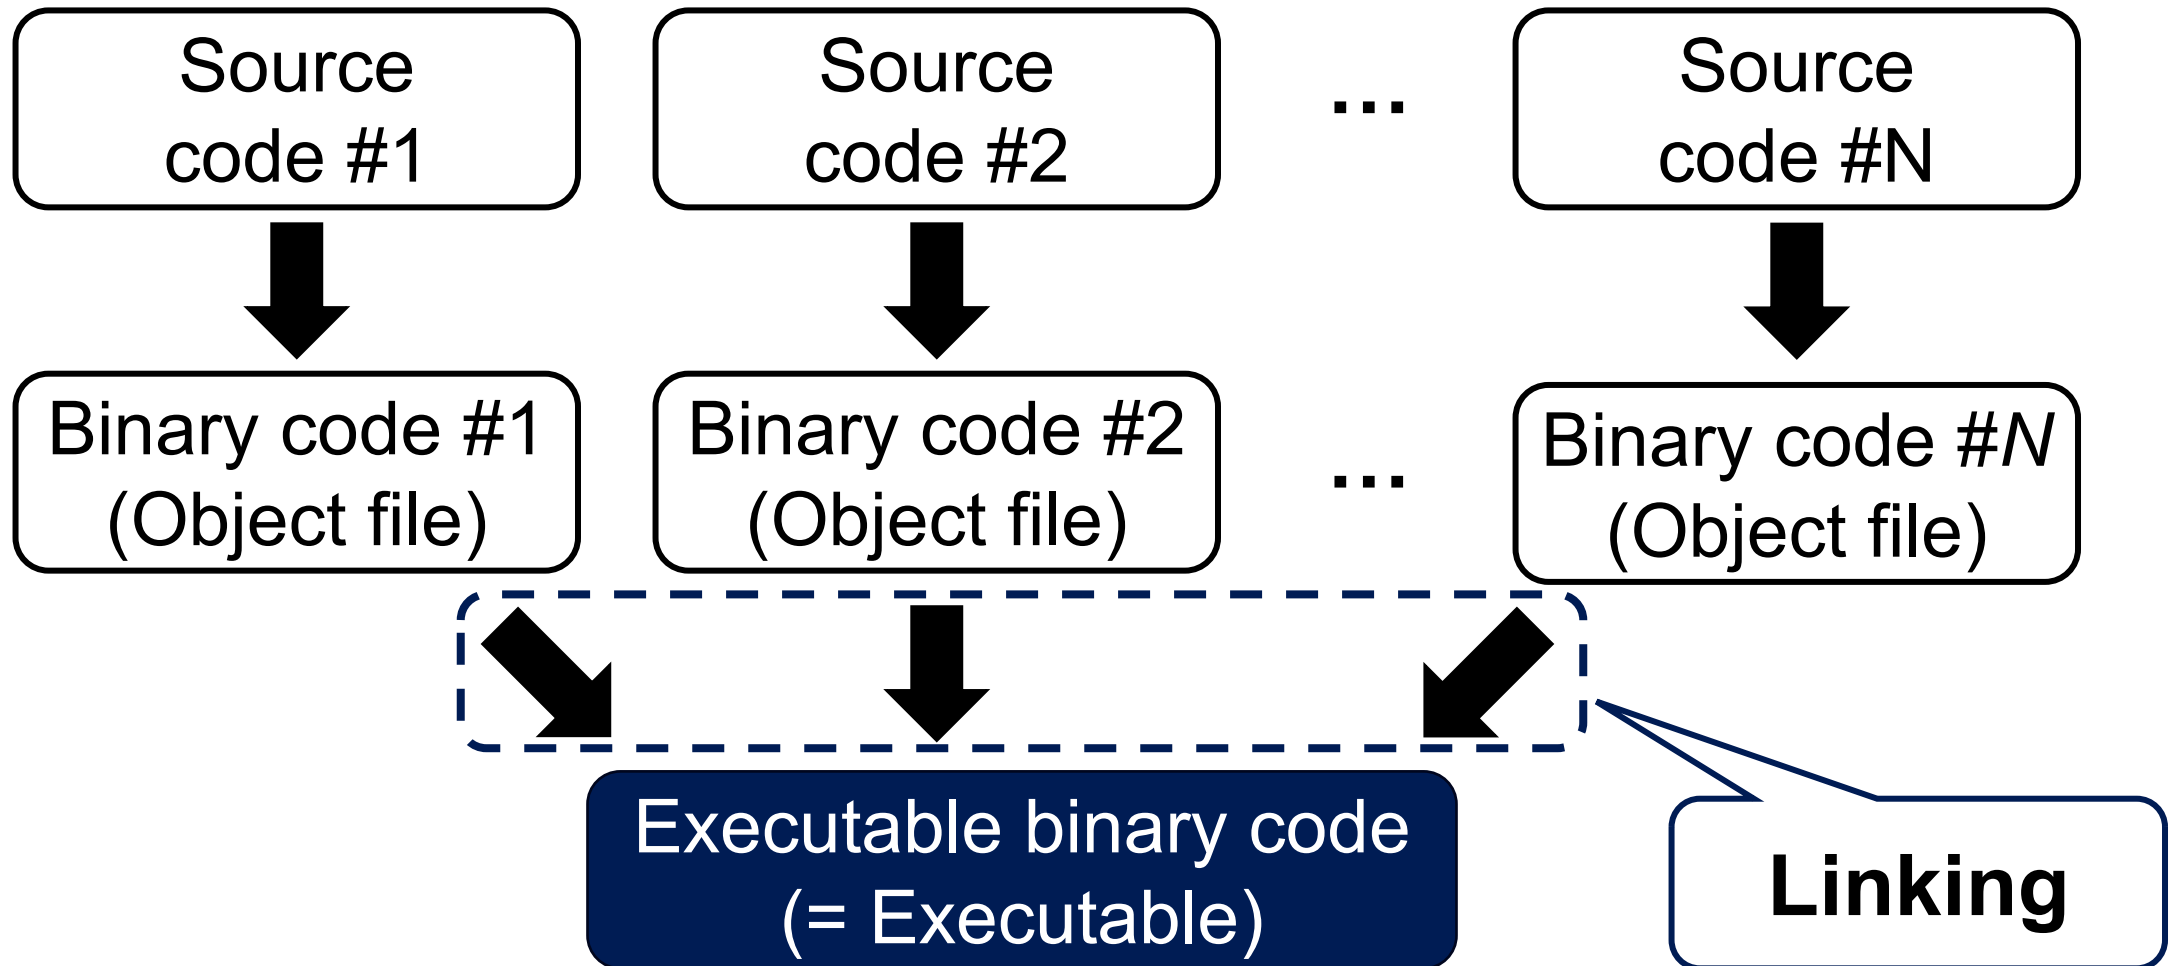 Source
code #1
Source
code #2
...
Source
code #N
Binary code #1
(Object file)
Binary code #2
(Object file)
...
Binary code #N
(Object file)
Executable binary code
(= Executable)
Linking